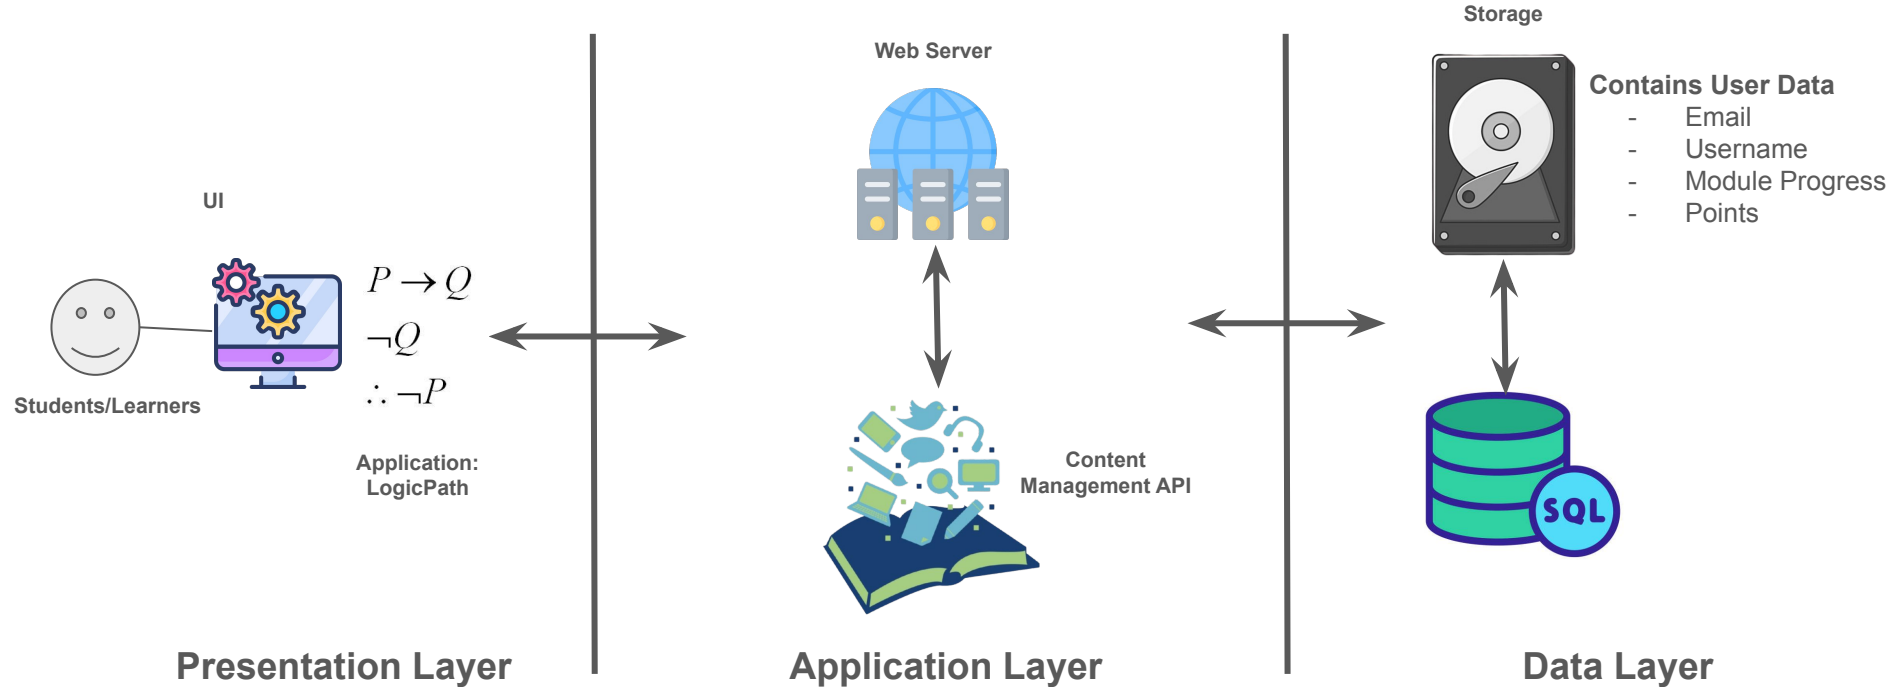 Storage
Web Server
Contains User Data
- Email
- Username
- Module Progress
- Points
UI
P → Q
¬Q
∴ ¬P
Students/Learners
Application:
LogicPath
Content
Management API
SQL
Presentation Layer
Application Layer
Data Layer